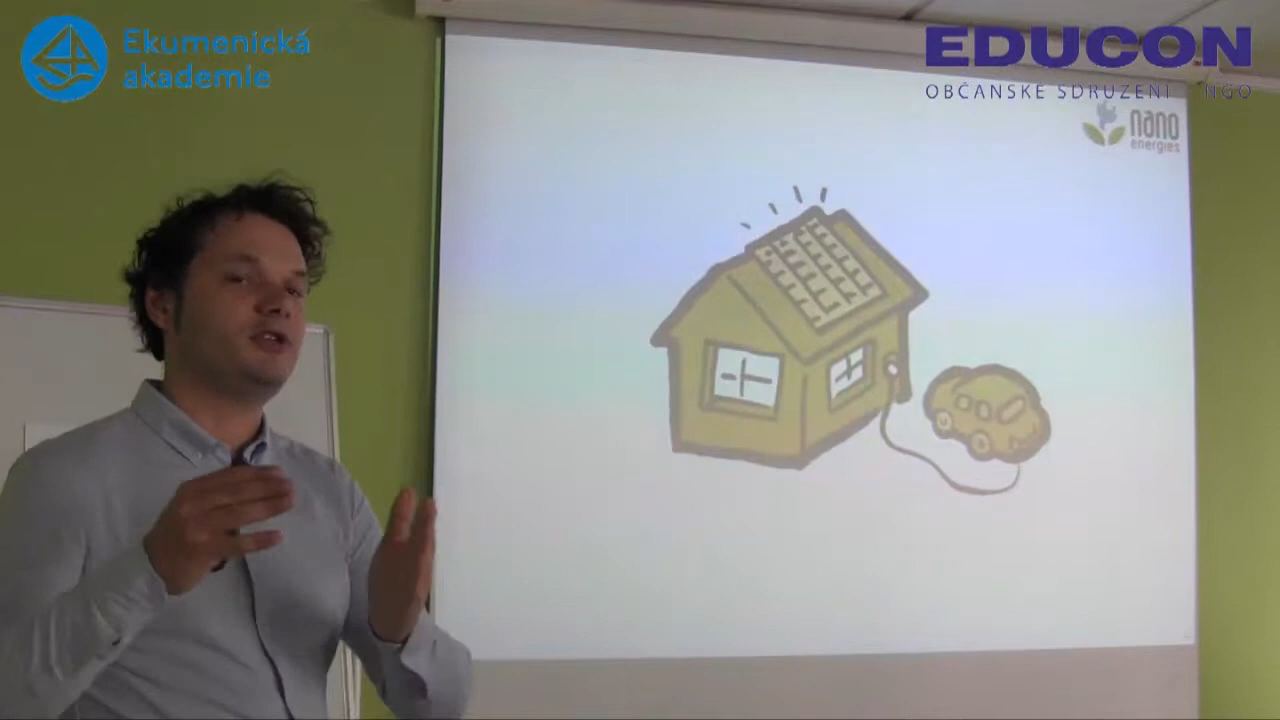 Ekumenická
akademie
EDUCON
OBČANSKÉ SDRUŽENÍ NGO
nano
energies